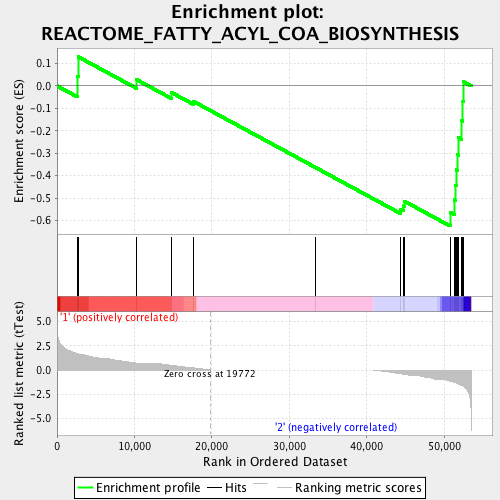 Enrichment plot:
REACTOME_FATTY_ACYL_COA_BIOSYNTHESIS
Enrichment score (ES)
0.1
0.0
-0.1
-0.2
-0.3
-0.4
-0.5
-0.6
'1' (positively correlated)
Ranked list metric (tTest)
5.0
2.5
0.0
-2.5
-5.0
Zero cross at 19772
'2' (negatively correlated)
0 10,000 20,000 30,000 40,000 50,000
Rank in Ordered Dataset
Enrichment profile Hits Ranking metric scores